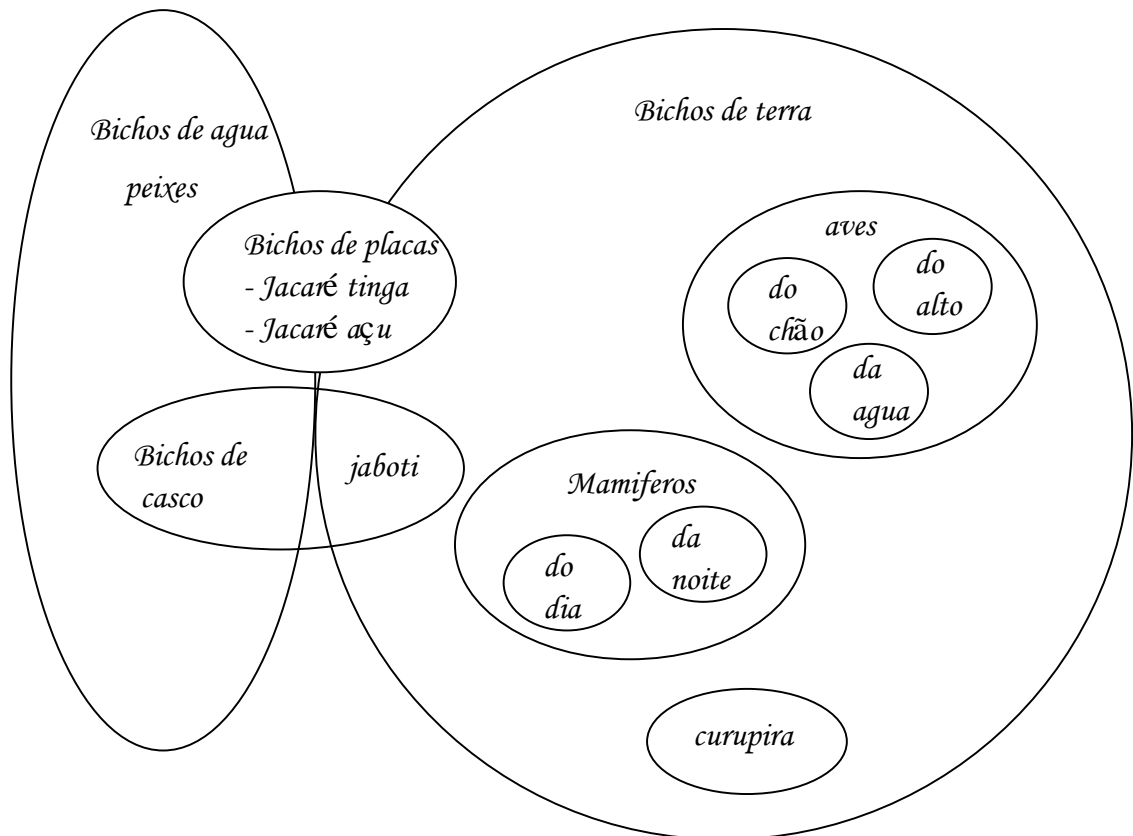 Bichos de agua
peixes
Bichos de placas
- Jacaré tinga
- Jacaré açu
Bichos de
casco
jaboti
Bichos de terra
aves
do
chão
do
alto
da
agua
Mamiferos
do
dia
da
noite
curupira